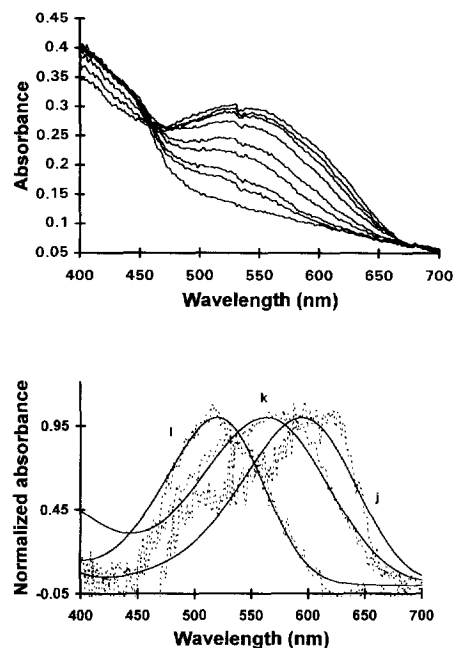 Absorbance
0.45
0.4
0.35
0.3
0.25
0.2
0.15
0.1
0.05
400 450 500 550 600 650 700
Wavelength (nm)
Normalized absorbance
0.95
0.45
-0.05
l
k
j
400 450 500 550 600 650 700
Wavelength (nm)